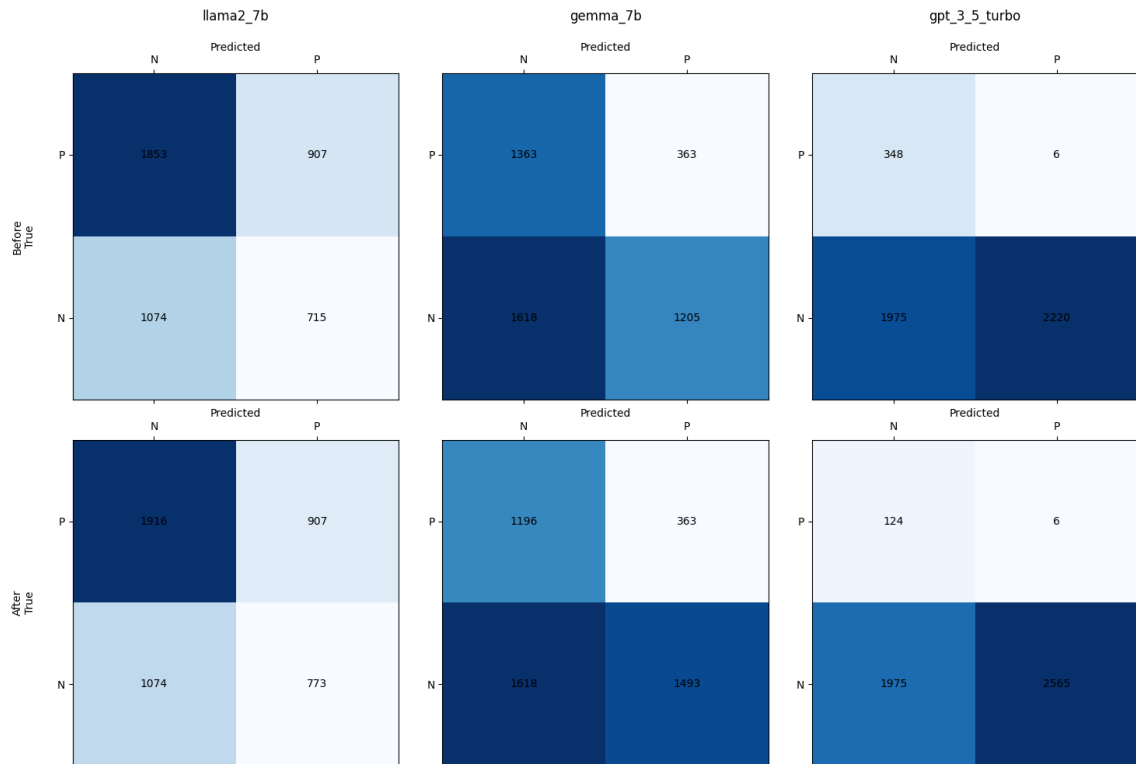 llama2_7b gemma_7b gpt_3_5_turbo
Predicted Predicted Predicted
N P N P N P
P 1853 907 P 1363 363 P 348 6
Before
True
N 1074 715 N 1618 1205 N 1975 2220
Predicted Predicted Predicted
N P N P N P
P 1916 907 P 1196 363 P 124 6
After
True
N 1074 773 N 1618 1493 N 1975 2565